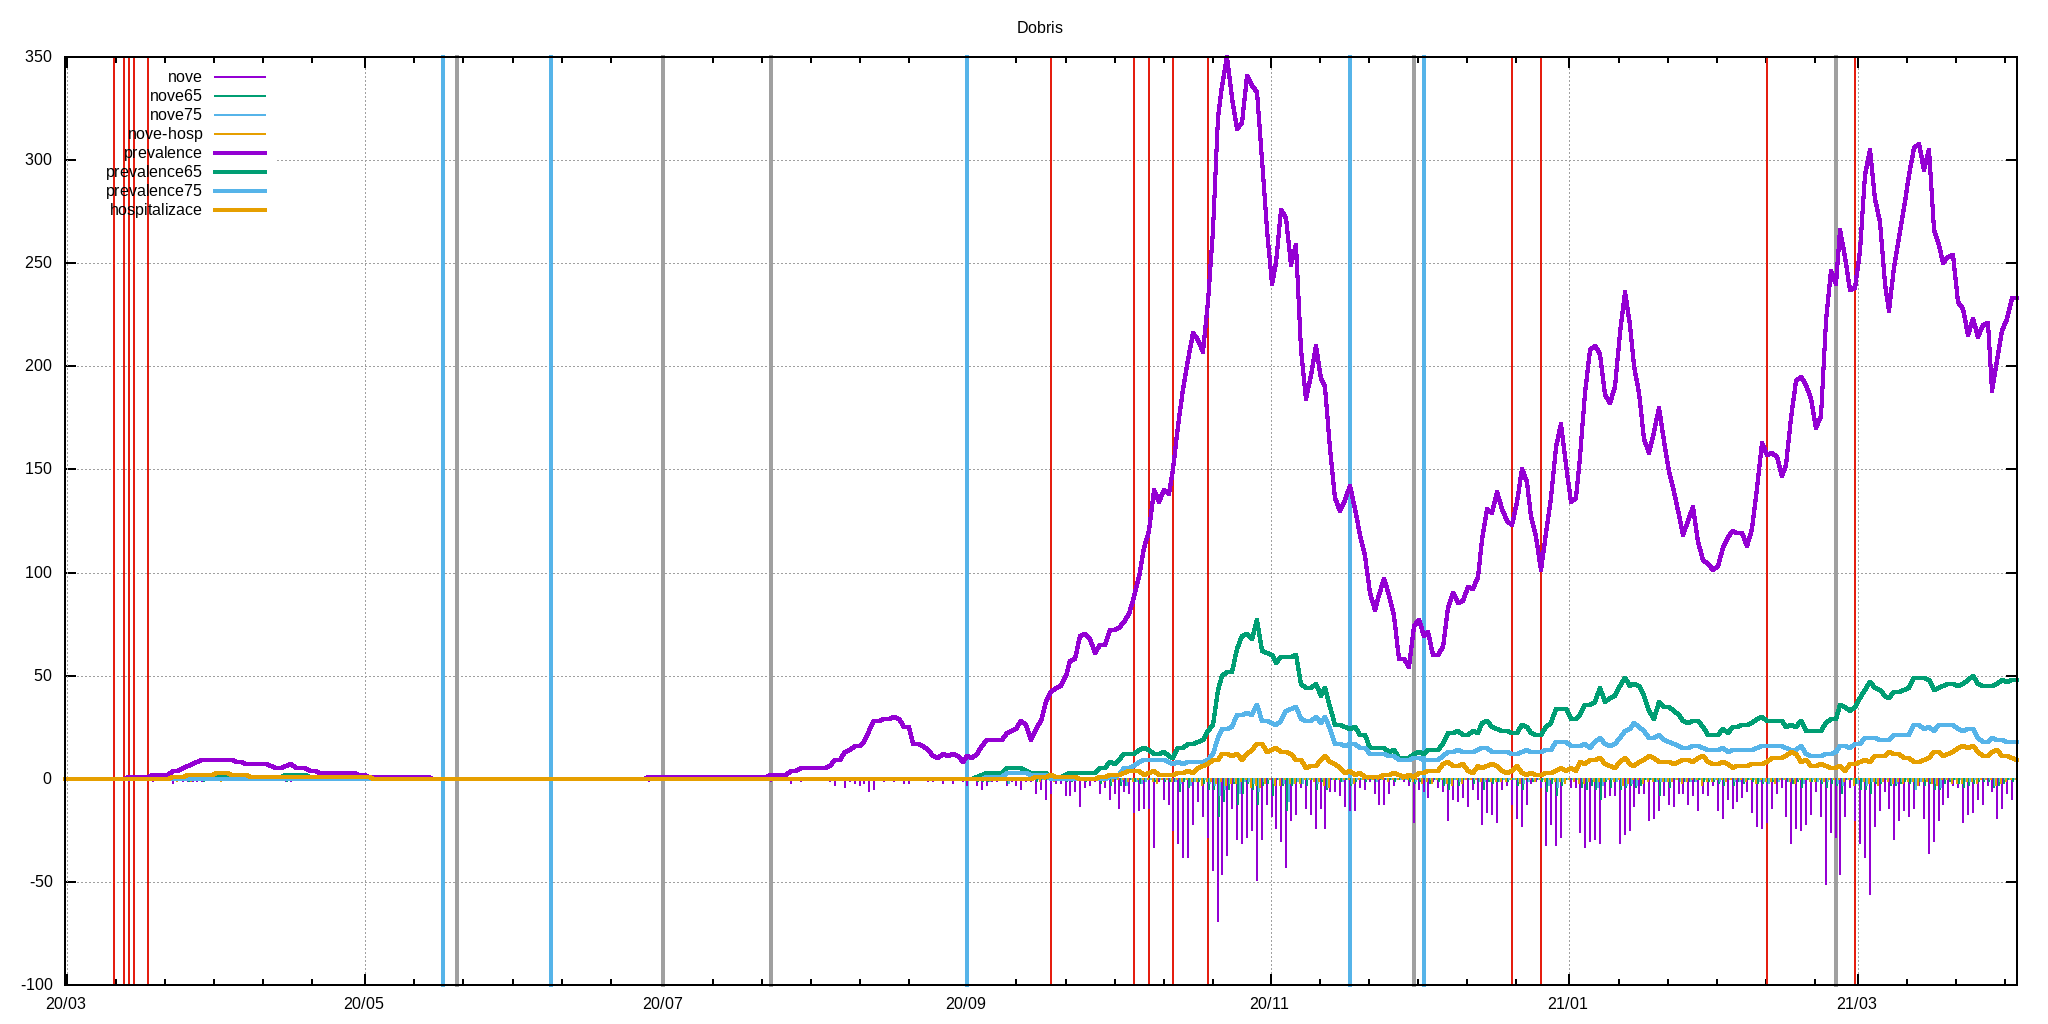 Dobris
350
300
250
200
150
100
50
0
-50
-100
nove
nove65
nove75
nove-hosp
prevalence
prevalence65
prevalence75
hospitalizace
20/03 20/05 20/07 20/09 20/11 21/01 21/03